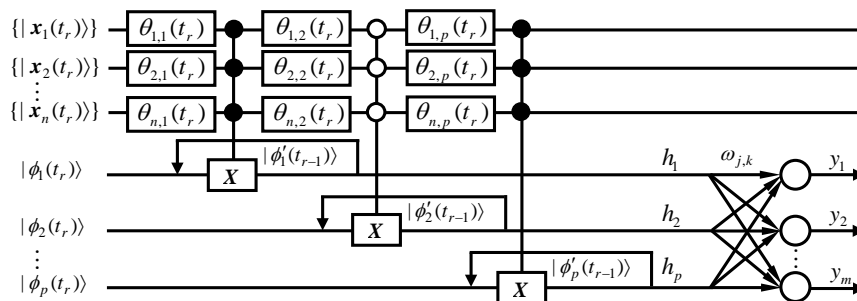 {| x₁(tᵣ)⟩} θ₁,₁(tᵣ) θ₁,₂(tᵣ) θ₁,ₚ(tᵣ)
{| x₂(tᵣ)⟩} θ₂,₁(tᵣ) θ₂,₂(tᵣ) θ₂,ₚ(tᵣ)
⋮
{| xₙ(tᵣ)⟩} θₙ,₁(tᵣ) θₙ,₂(tᵣ) θₙ,ₚ(tᵣ)
| ϕ′₁(tᵣ₋₁)⟩
| ϕ₁(tᵣ)⟩ X h₁ ω_{j,k} y₁
| ϕ′₂(tᵣ₋₁)⟩
| ϕ₂(tᵣ)⟩ X h₂ y₂
⋮ ⋮
| ϕ′ₚ(tᵣ₋₁)⟩
| ϕₚ(tᵣ)⟩ X hₚ yₘ